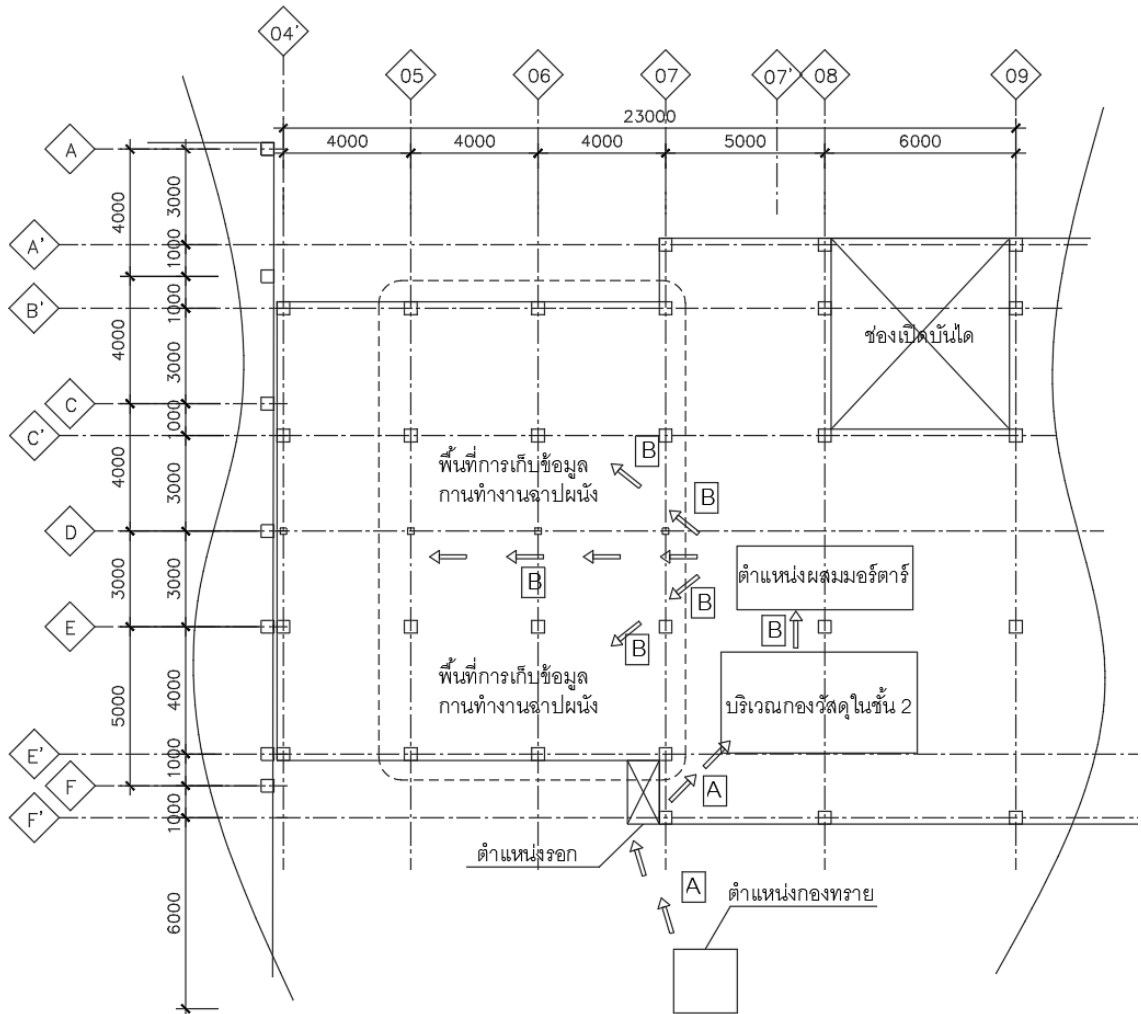 04'
05
06
07
07'
08
09
23000
4000
4000
4000
5000
6000
A
A'
B'
C
C'
D
E
E'
F
F'
4000
4000
4000
3000
5000
6000
3000
1000
1000
3000
000
3000
3000
4000
1000
1000
ช่องเปิดบันได
พื้นที่การเก็บข้อมูล
กานทำงานฉาปผนัง
B
B
B
B
B
B
ตำแหน่งผสมมอร์ตาร์
พื้นที่การเก็บข้อมูล
กานทำงานฉาปผนัง
บริเวณกองวัสดุในชั้น 2
A
ตำแหน่งรอก
A
ตำแหน่งกองทราย